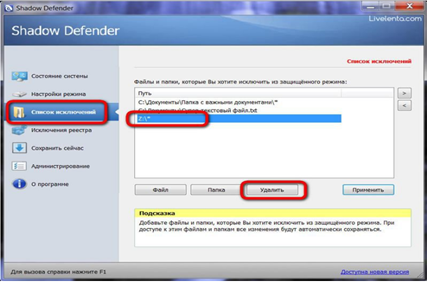 Shadow Defender
Livelenta.com
Shadow Defender
Список исключений
Состояние системы
Настройки режима
Список исключений
Исключения реестра
Сохранить сейчас
Администрирование
О программе
Файлы и папки, которые Вы хотите исключить из защищённого режима:
Путь
C:\Документы\Папка с важными документами\*
текстовый файл.txt
Z:\*
>
<
Файл
Папка
Удалить
Применить
Подсказка
Добавьте файлы и папки, которые Вы хотите исключить из защищённого режима. При
доступе к этим файлам и папкам все изменения будут автоматически сохраняться.
Для вызова справки нажмите F1
Доступна новая версия